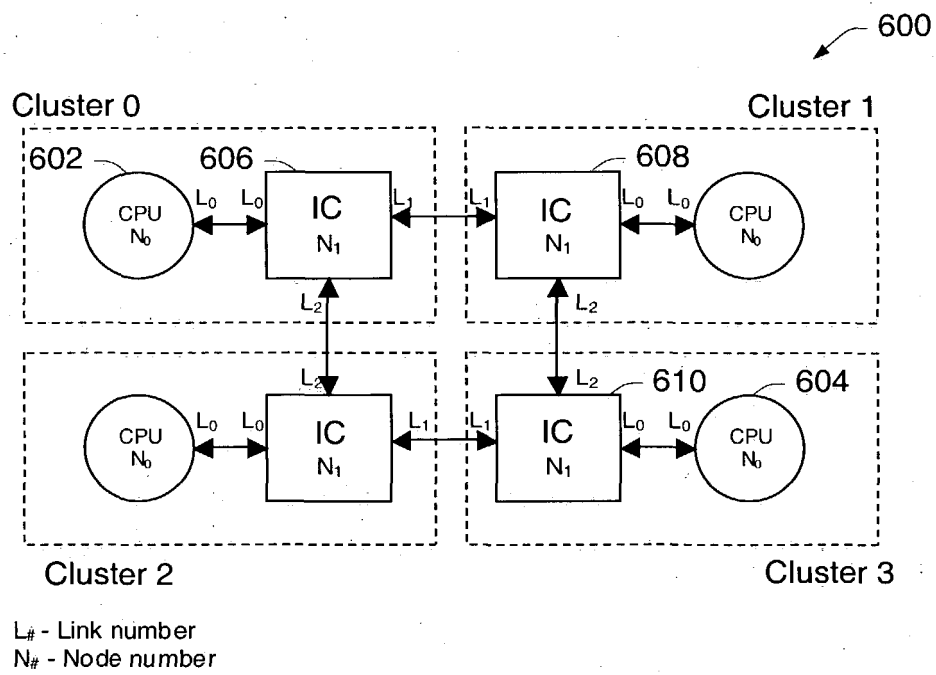 600
Cluster 0
Cluster 1
602
606
608
L₀ L₀ L₁ L₁ L₀ L₀
CPU
N₀
IC
N₁
IC
N₁
CPU
N₀
L₂ L₂
L₂ L₂
610
604
L₀ L₀ L₁ L₁ L₀ L₀
CPU
N₀
IC
N₁
IC
N₁
CPU
N₀
Cluster 2
Cluster 3
L# - Link number
N# - Node number